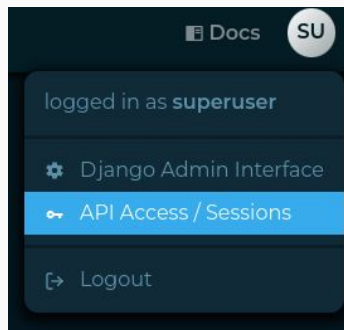 Docs
SU
logged in as superuser
Django Admin Interface
API Access / Sessions
Logout